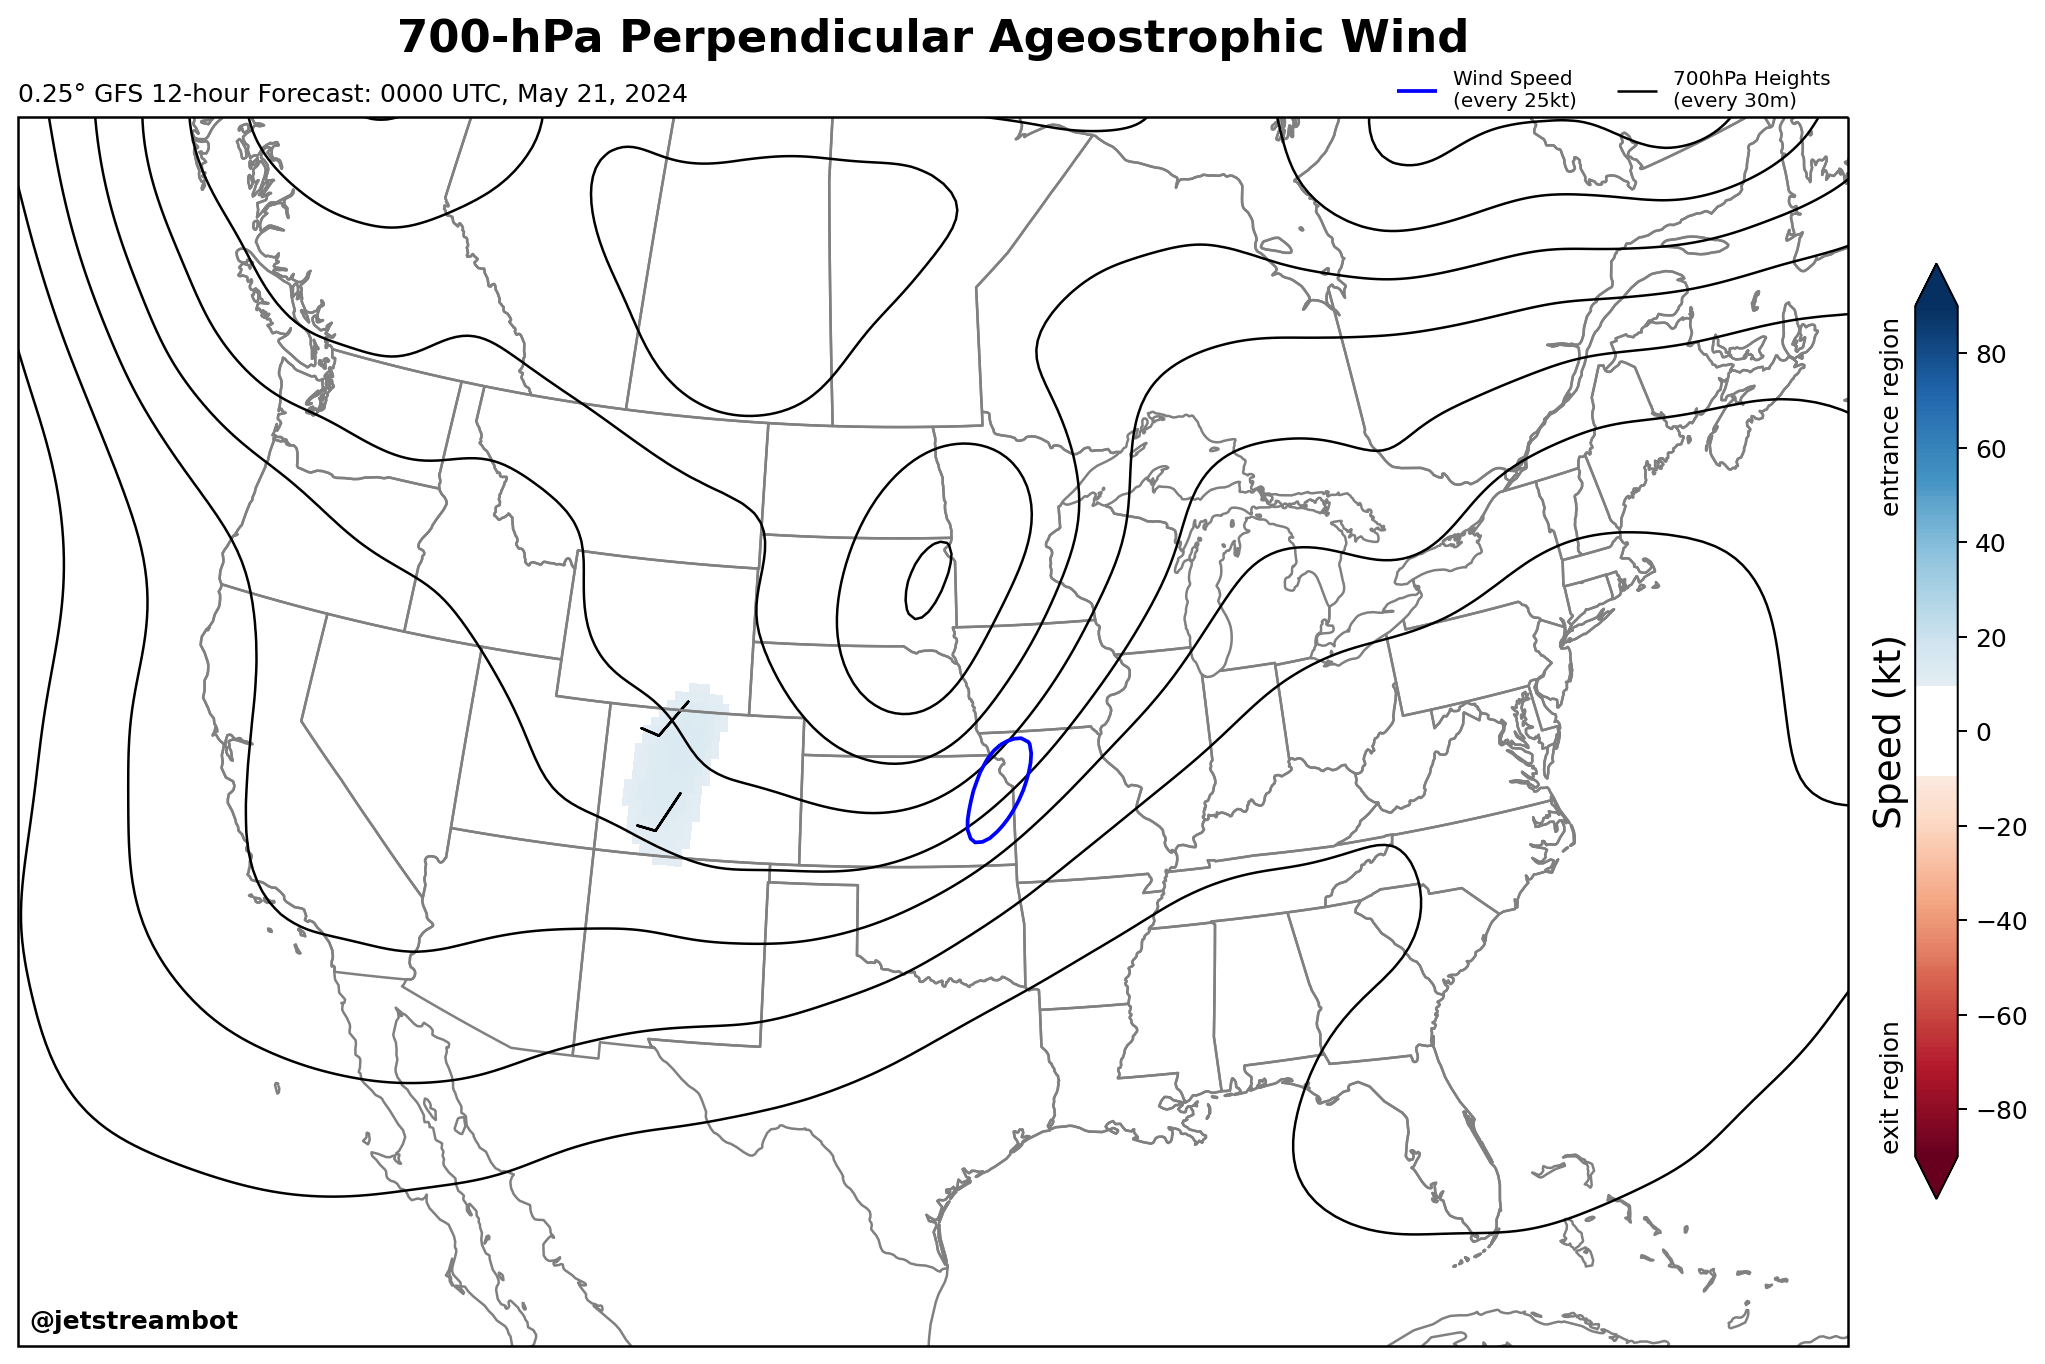 700-hPa Perpendicular Ageostrophic Wind
0.25° GFS 12-hour Forecast: 0000 UTC, May 21, 2024
Wind Speed
(every 25kt)
700hPa Heights
(every 30m)
entrance region
Speed (kt)
exit region
80
60
40
20
0
−20
−40
−60
−80
@jetstreambot